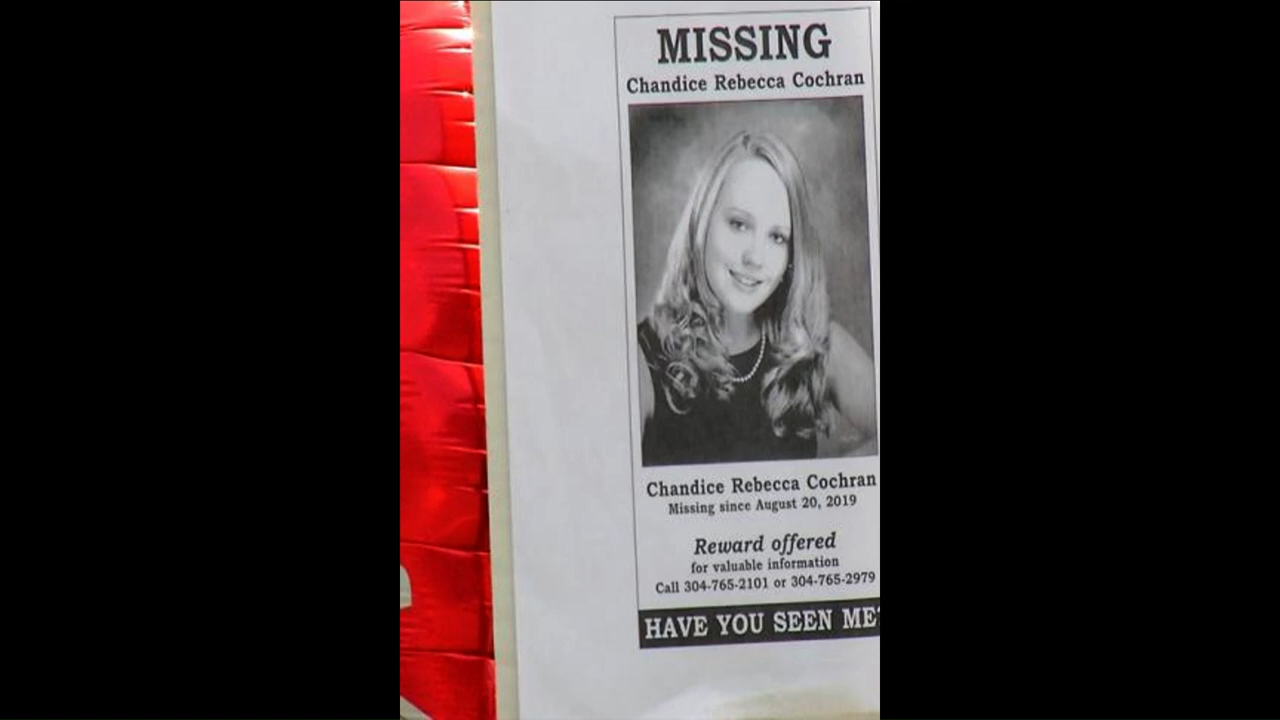 MISSING
Chandice Rebecca Cochran
Chandice Rebecca Cochran
Missing since August 20, 2019
Reward offered
for valuable information
Call 304-765-2101 or 304-765-2979
HAVE YOU SEEN ME?